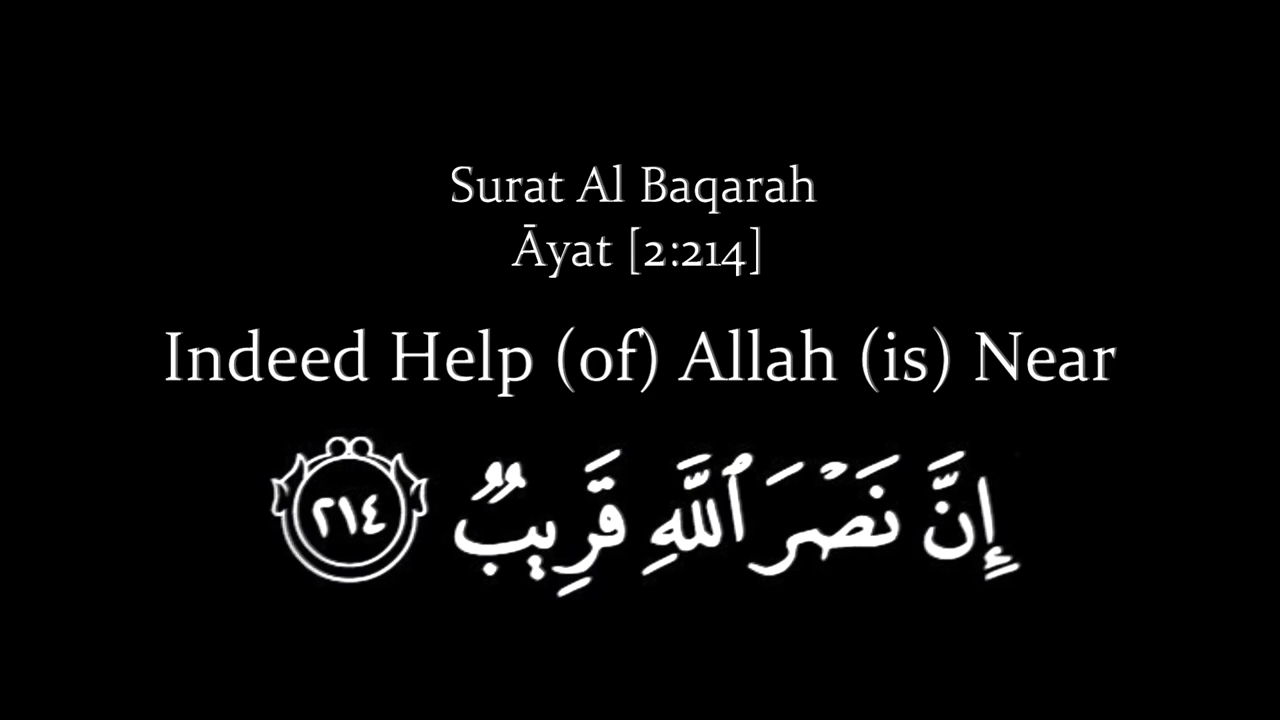 Surat Al Baqarah
Āyat [2:214]
Indeed Help (of) Allah (is) Near
إِنَّ نَصْرَ ٱللَّهِ قَرِيبٌ ٢١٤